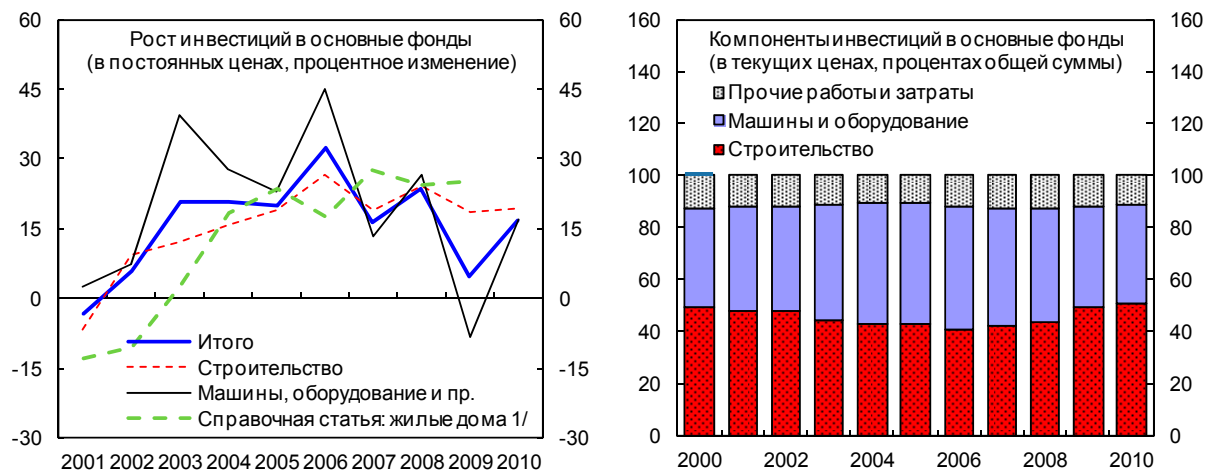 Рост инвестиций в основные фонды
(в постоянных ценах, процентное изменение)
60
45
30
15
0
-15
-30
60
45
30
15
0
-15
-30
Итого
Строительство
Машины, оборудование и пр.
Справочная статья: жилые дома 1/
2001 2002 2003 2004 2005 2006 2007 2008 2009 2010
Компоненты инвестиций в основные фонды
(в текущих ценах, процентах общей суммы)
160
140
120
100
80
60
40
20
0
160
140
120
100
80
60
40
20
0
Прочие работы и затраты
Машины и оборудование
Строительство
2000 2002 2004 2006 2008 2010